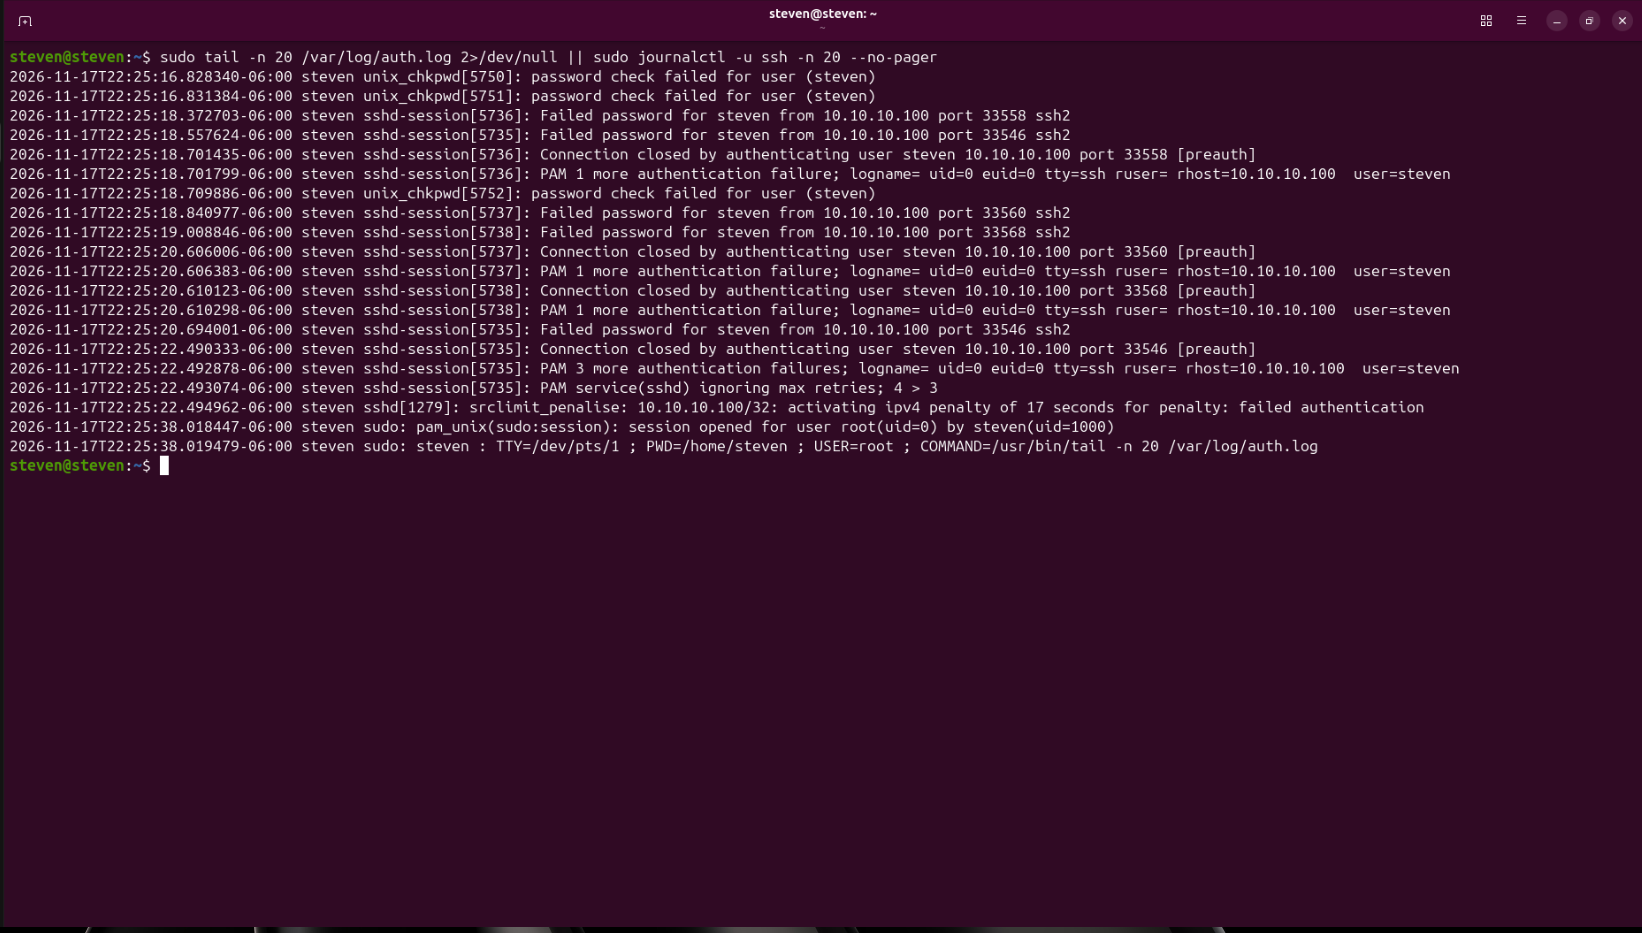 steven@steven: ~
~
steven@steven:~$ sudo tail -n 20 /var/log/auth.log 2>/dev/null || sudo journalctl -u ssh -n 20 --no-pager
2026-11-17T22:25:16.828340-06:00 steven unix_chkpwd[5750]: password check failed for user (steven)
2026-11-17T22:25:16.831384-06:00 steven unix_chkpwd[5751]: password check failed for user (steven)
2026-11-17T22:25:18.372703-06:00 steven sshd-session[5736]: Failed password for steven from 10.10.10.100 port 33558 ssh2
2026-11-17T22:25:18.557624-06:00 steven sshd-session[5735]: Failed password for steven from 10.10.10.100 port 33546 ssh2
2026-11-17T22:25:18.701435-06:00 steven sshd-session[5736]: Connection closed by authenticating user steven 10.10.10.100 port 33558 [preauth]
2026-11-17T22:25:18.701799-06:00 steven sshd-session[5736]: PAM 1 more authentication failure; logname= uid=0 euid=0 tty=ssh ruser= rhost=10.10.10.100  user=steven
2026-11-17T22:25:18.709886-06:00 steven unix_chkpwd[5752]: password check failed for user (steven)
2026-11-17T22:25:18.840977-06:00 steven sshd-session[5737]: Failed password for steven from 10.10.10.100 port 33560 ssh2
2026-11-17T22:25:19.008846-06:00 steven sshd-session[5738]: Failed password for steven from 10.10.10.100 port 33568 ssh2
2026-11-17T22:25:20.606006-06:00 steven sshd-session[5737]: Connection closed by authenticating user steven 10.10.10.100 port 33560 [preauth]
2026-11-17T22:25:20.606383-06:00 steven sshd-session[5737]: PAM 1 more authentication failure; logname= uid=0 euid=0 tty=ssh ruser= rhost=10.10.10.100  user=steven
2026-11-17T22:25:20.610123-06:00 steven sshd-session[5738]: Connection closed by authenticating user steven 10.10.10.100 port 33568 [preauth]
2026-11-17T22:25:20.610298-06:00 steven sshd-session[5738]: PAM 1 more authentication failure; logname= uid=0 euid=0 tty=ssh ruser= rhost=10.10.10.100  user=steven
2026-11-17T22:25:20.694001-06:00 steven sshd-session[5735]: Failed password for steven from 10.10.10.100 port 33546 ssh2
2026-11-17T22:25:22.490333-06:00 steven sshd-session[5735]: Connection closed by authenticating user steven 10.10.10.100 port 33546 [preauth]
2026-11-17T22:25:22.492878-06:00 steven sshd-session[5735]: PAM 3 more authentication failures; logname= uid=0 euid=0 tty=ssh ruser= rhost=10.10.10.100  user=steven
2026-11-17T22:25:22.493074-06:00 steven sshd-session[5735]: PAM service(sshd) ignoring max retries; 4 > 3
2026-11-17T22:25:22.494962-06:00 steven sshd[1279]: srclimit_penalise: 10.10.10.100/32: activating ipv4 penalty of 17 seconds for penalty: failed authentication
2026-11-17T22:25:38.018447-06:00 steven sudo: pam_unix(sudo:session): session opened for user root(uid=0) by steven(uid=1000)
2026-11-17T22:25:38.019479-06:00 steven sudo: steven : TTY=/dev/pts/1 ; PWD=/home/steven ; USER=root ; COMMAND=/usr/bin/tail -n 20 /var/log/auth.log
steven@steven:~$